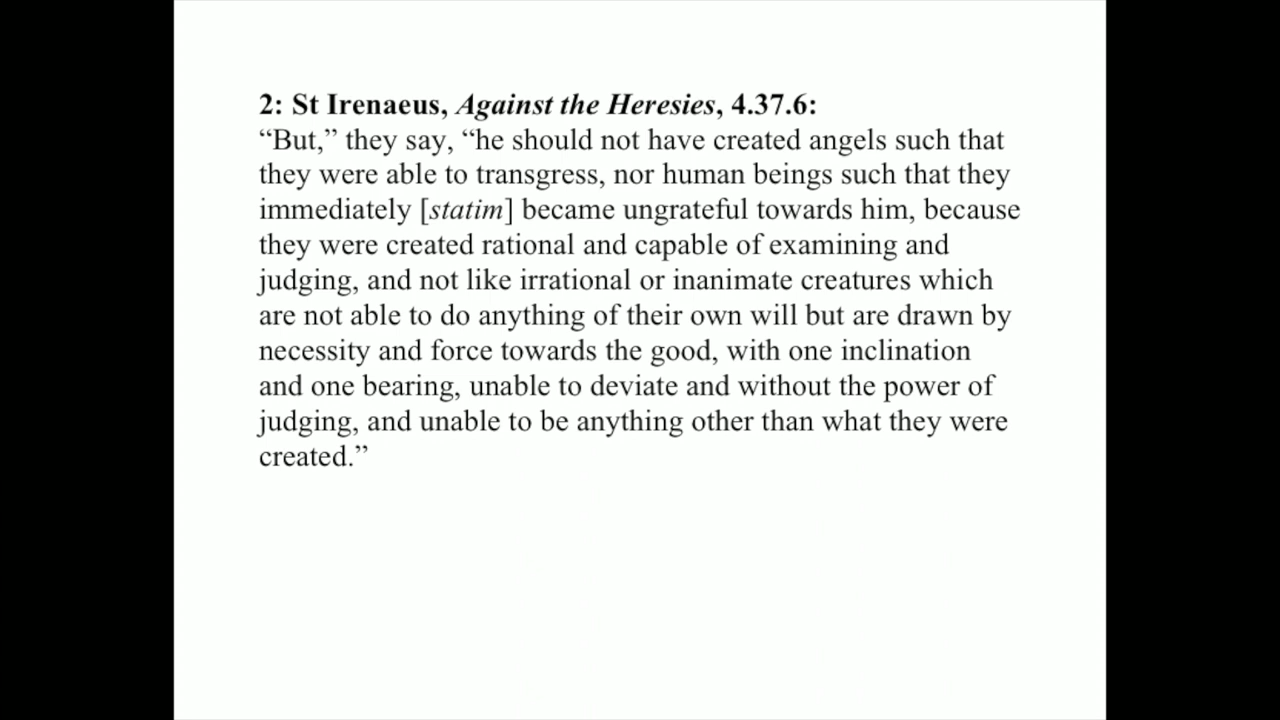 2: St Irenaeus, Against the Heresies, 4.37.6:
“But,” they say, “he should not have created angels such that
they were able to transgress, nor human beings such that they
immediately [statim] became ungrateful towards him, because
they were created rational and capable of examining and
judging, and not like irrational or inanimate creatures which
are not able to do anything of their own will but are drawn by
necessity and force towards the good, with one inclination
and one bearing, unable to deviate and without the power of
judging, and unable to be anything other than what they were
created.”